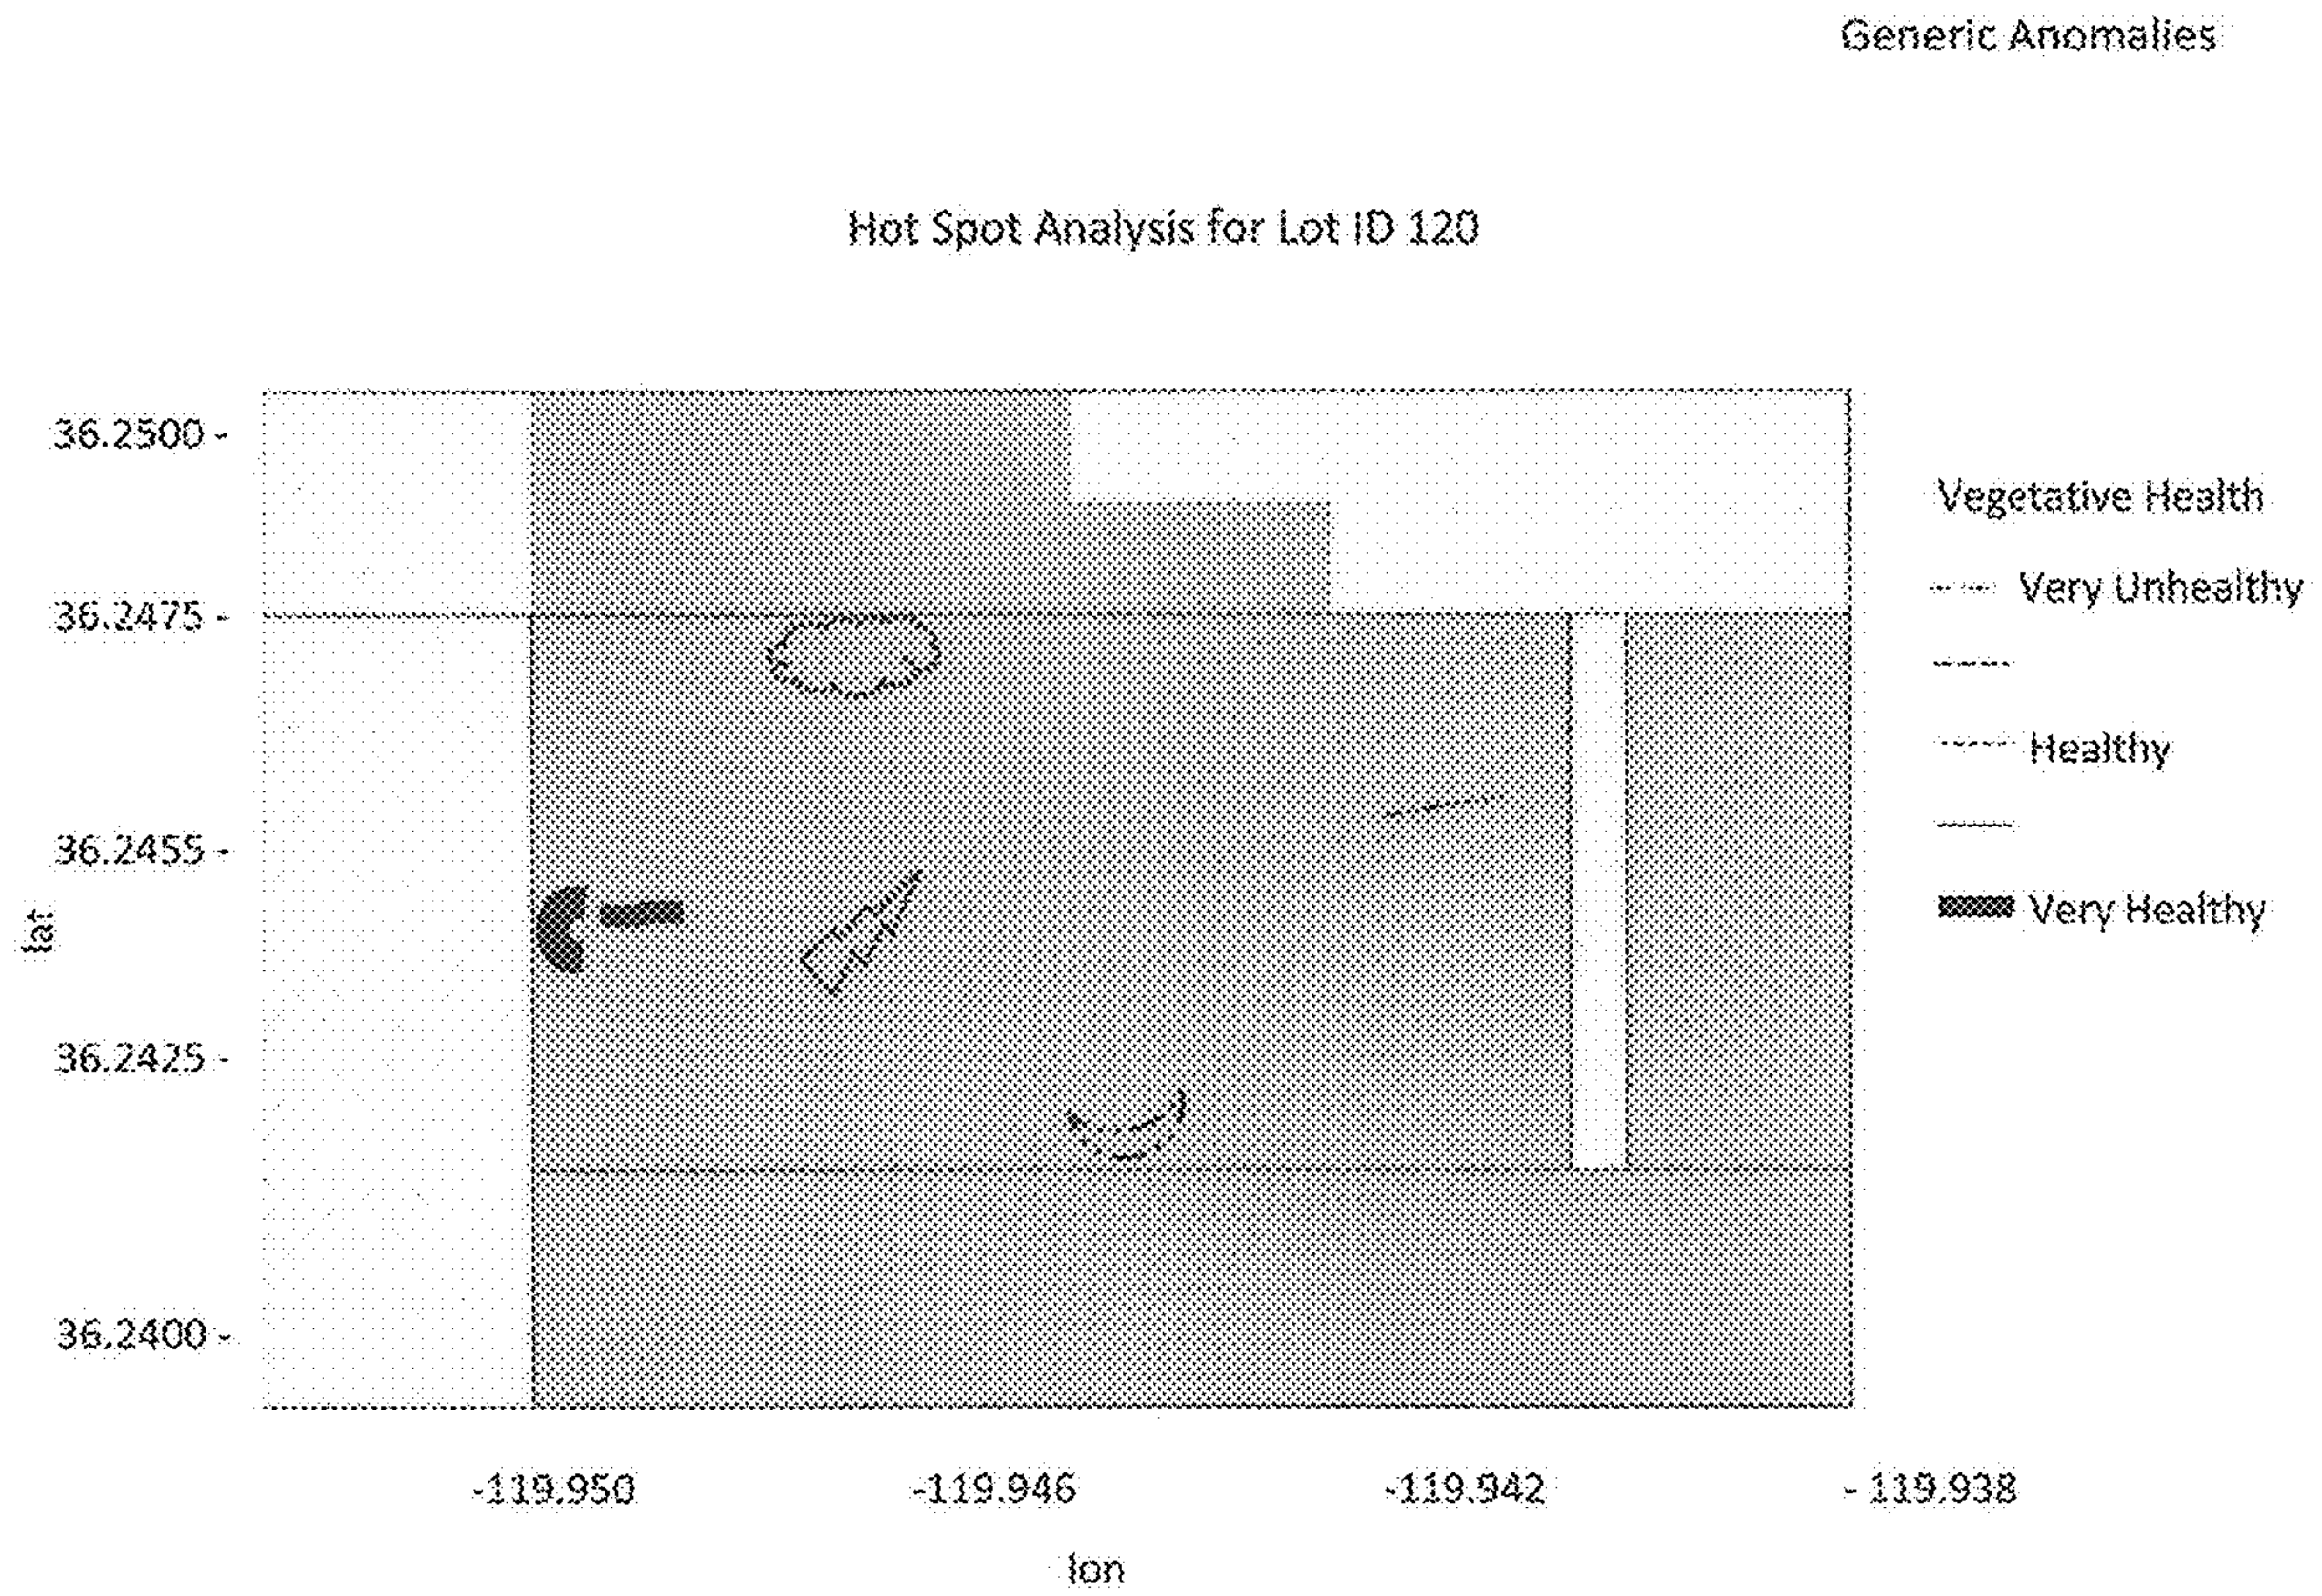 Generic Anomalies
Hot Spot Analysis for Lot ID 120
36.2500 -
36.2475 -
36.2455 -
36.2425 -
36.2400 -
lat
-119.950
-119.946
-119.942
- 119.938
lon
Vegetative Health
Very Unhealthy
Healthy
Very Healthy